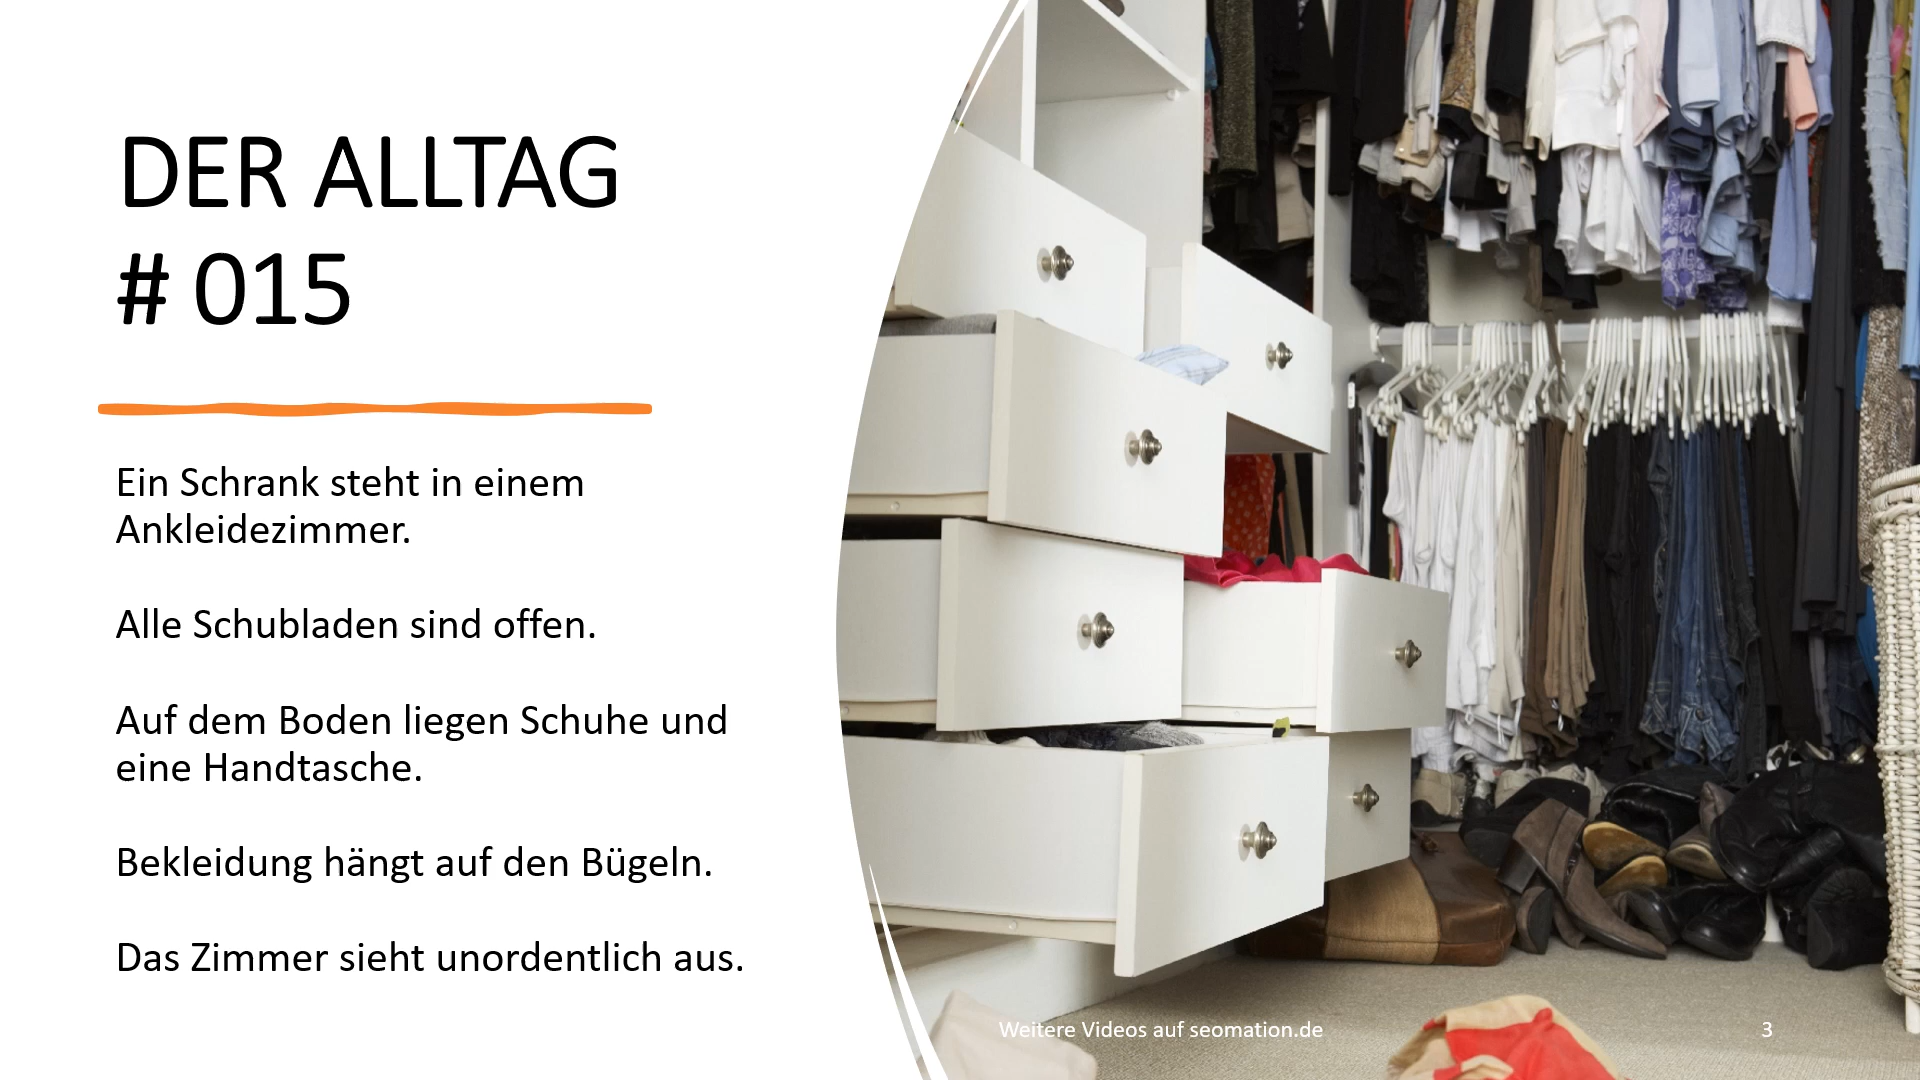 DER ALLTAG
# 015
Ein Schrank steht in einem
Ankleidezimmer.
Alle Schubladen sind offen.
Auf dem Boden liegen Schuhe und
eine Handtasche.
Bekleidung hängt auf den Bügeln.
Das Zimmer sieht unordentlich aus.
Weitere Videos auf seomation.de
3